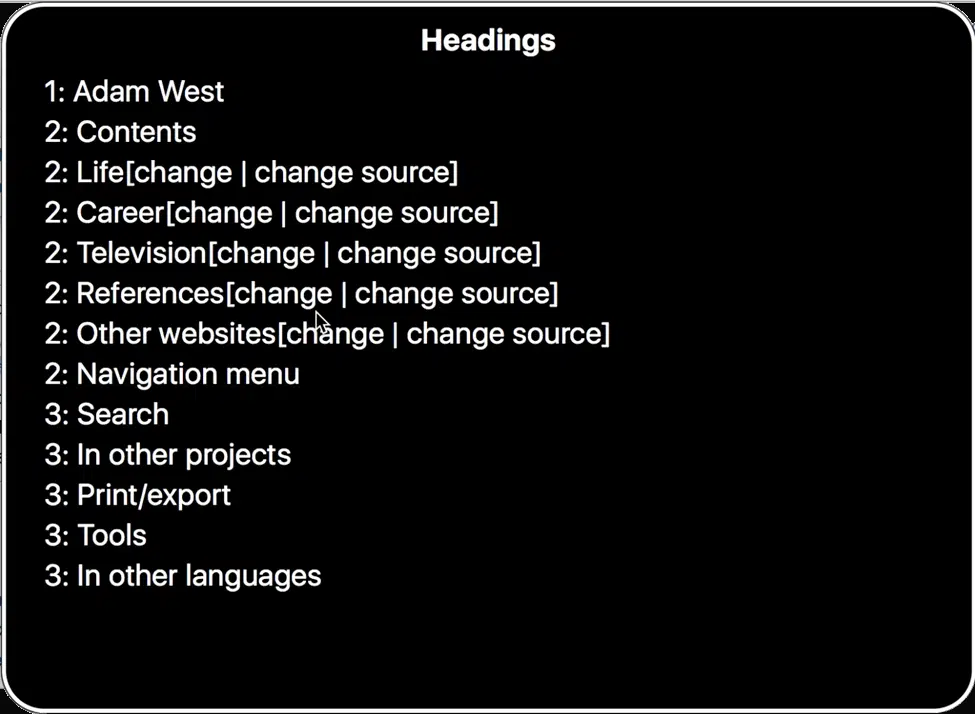 Headings
1: Adam West
2: Contents
2: Life[change | change source]
2: Career[change | change source]
2: Television[change | change source]
2: References[change | change source]
2: Other websites[change | change source]
2: Navigation menu
3: Search
3: In other projects
3: Print/export
3: Tools
3: In other languages